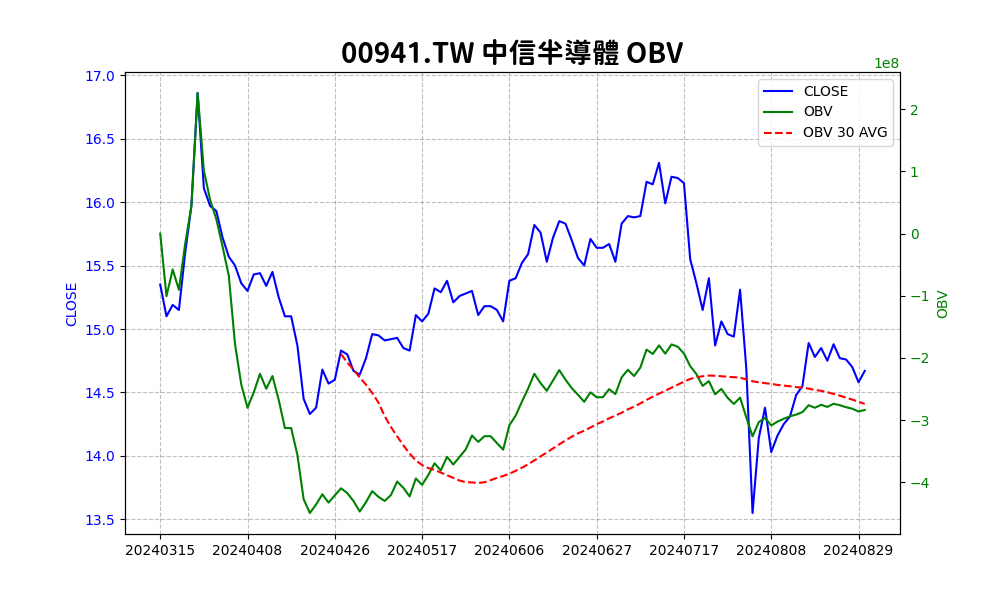 00941.TW 中信半導體 OBV
1e8
17.0
16.5
16.0
15.5
15.0
14.5
14.0
13.5
CLOSE
CLOSE
OBV
OBV 30 AVG
2
1
0
−1
−2
−3
−4
OBV
20240315 20240408 20240426 20240517 20240606 20240627 20240717 20240808 20240829